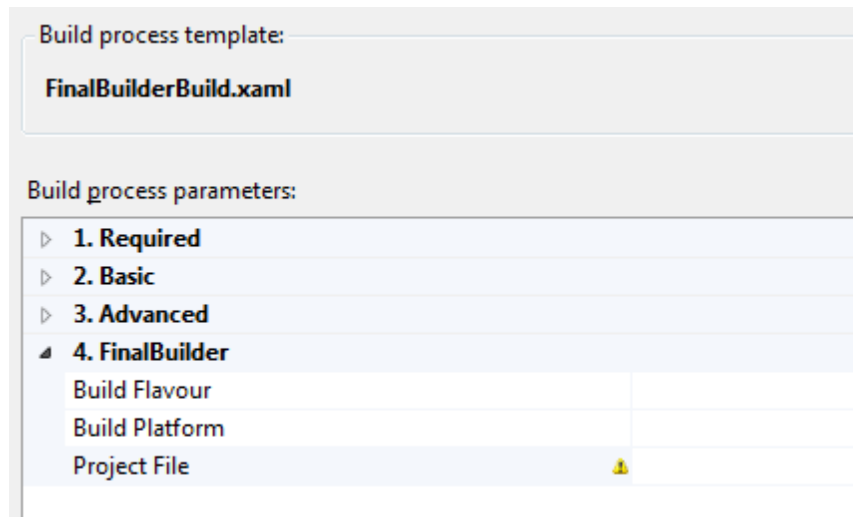 Build process template:
FinalBuilderBuild.xaml
Build process parameters:
1. Required
2. Basic
3. Advanced
4. FinalBuilder
Build Flavour
Build Platform
Project File